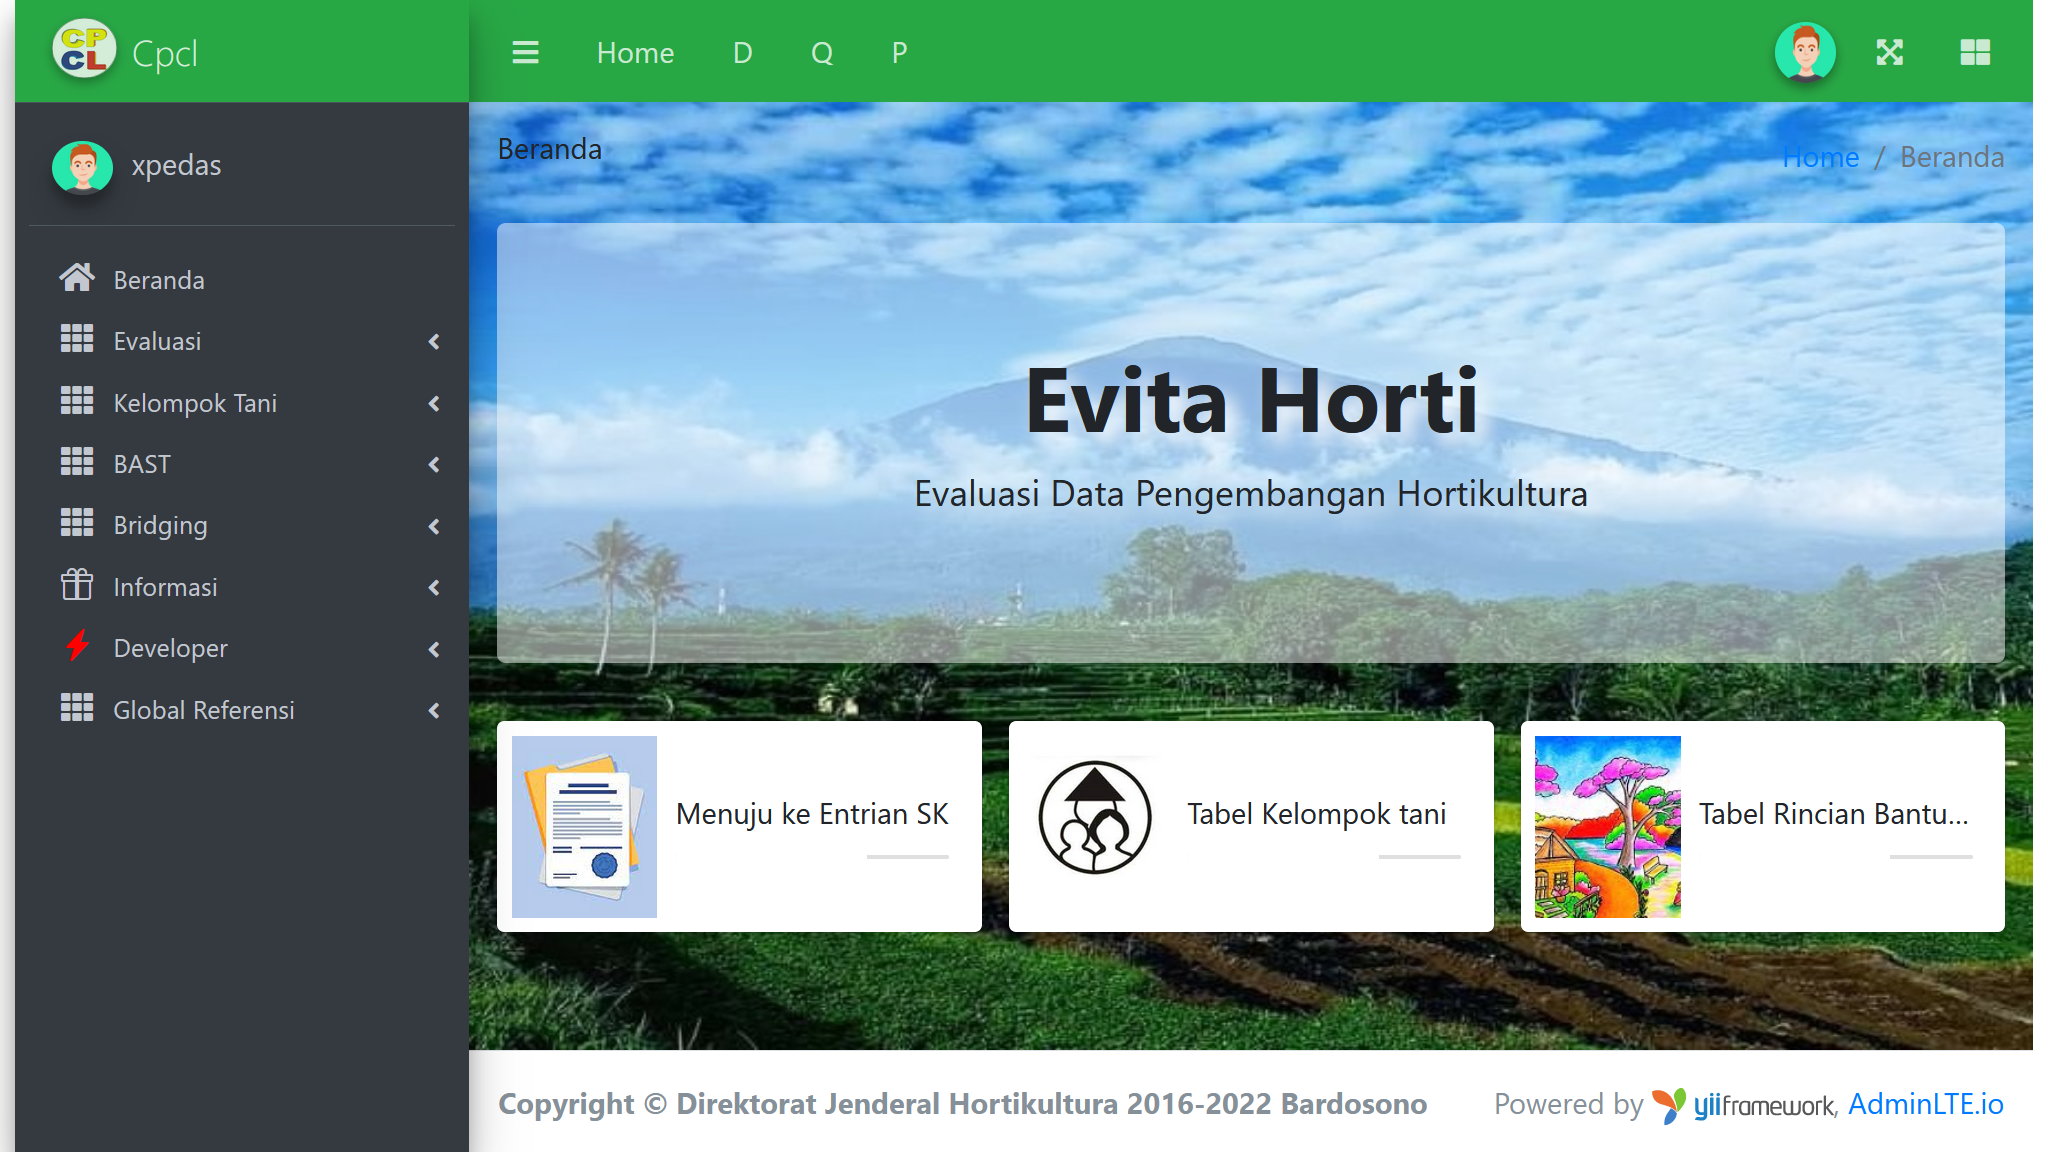 CPCL Cpcl
Home D Q P
xpedas
Beranda
Evaluasi
Kelompok Tani
BAST
Bridging
Informasi
Developer
Global Referensi
Beranda
Home / Beranda
Evita Horti
Evaluasi Data Pengembangan Hortikultura
Menuju ke Entrian SK
Tabel Kelompok tani
Tabel Rincian Bantu...
Copyright © Direktorat Jenderal Hortikultura 2016-2022 Bardosono
Powered by yiiframework, AdminLTE.io